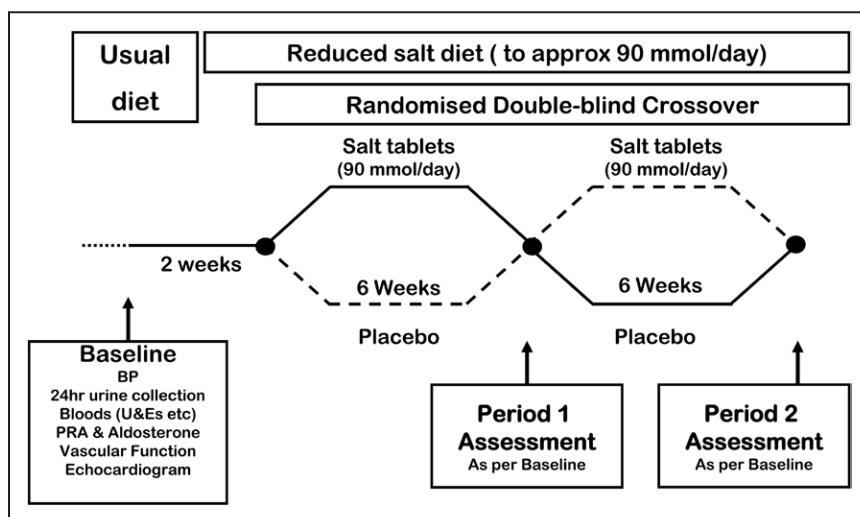 Usual
diet
Reduced salt diet ( to approx 90 mmol/day)
Randomised Double-blind Crossover
Salt tablets
(90 mmol/day)
Salt tablets
(90 mmol/day)
2 weeks
6 Weeks
6 Weeks
Placebo
Placebo
Baseline
BP
24hr urine collection
Bloods (U&Es etc)
PRA & Aldosterone
Vascular Function
Echocardiogram
Period 1
Assessment
As per Baseline
Period 2
Assessment
As per Baseline